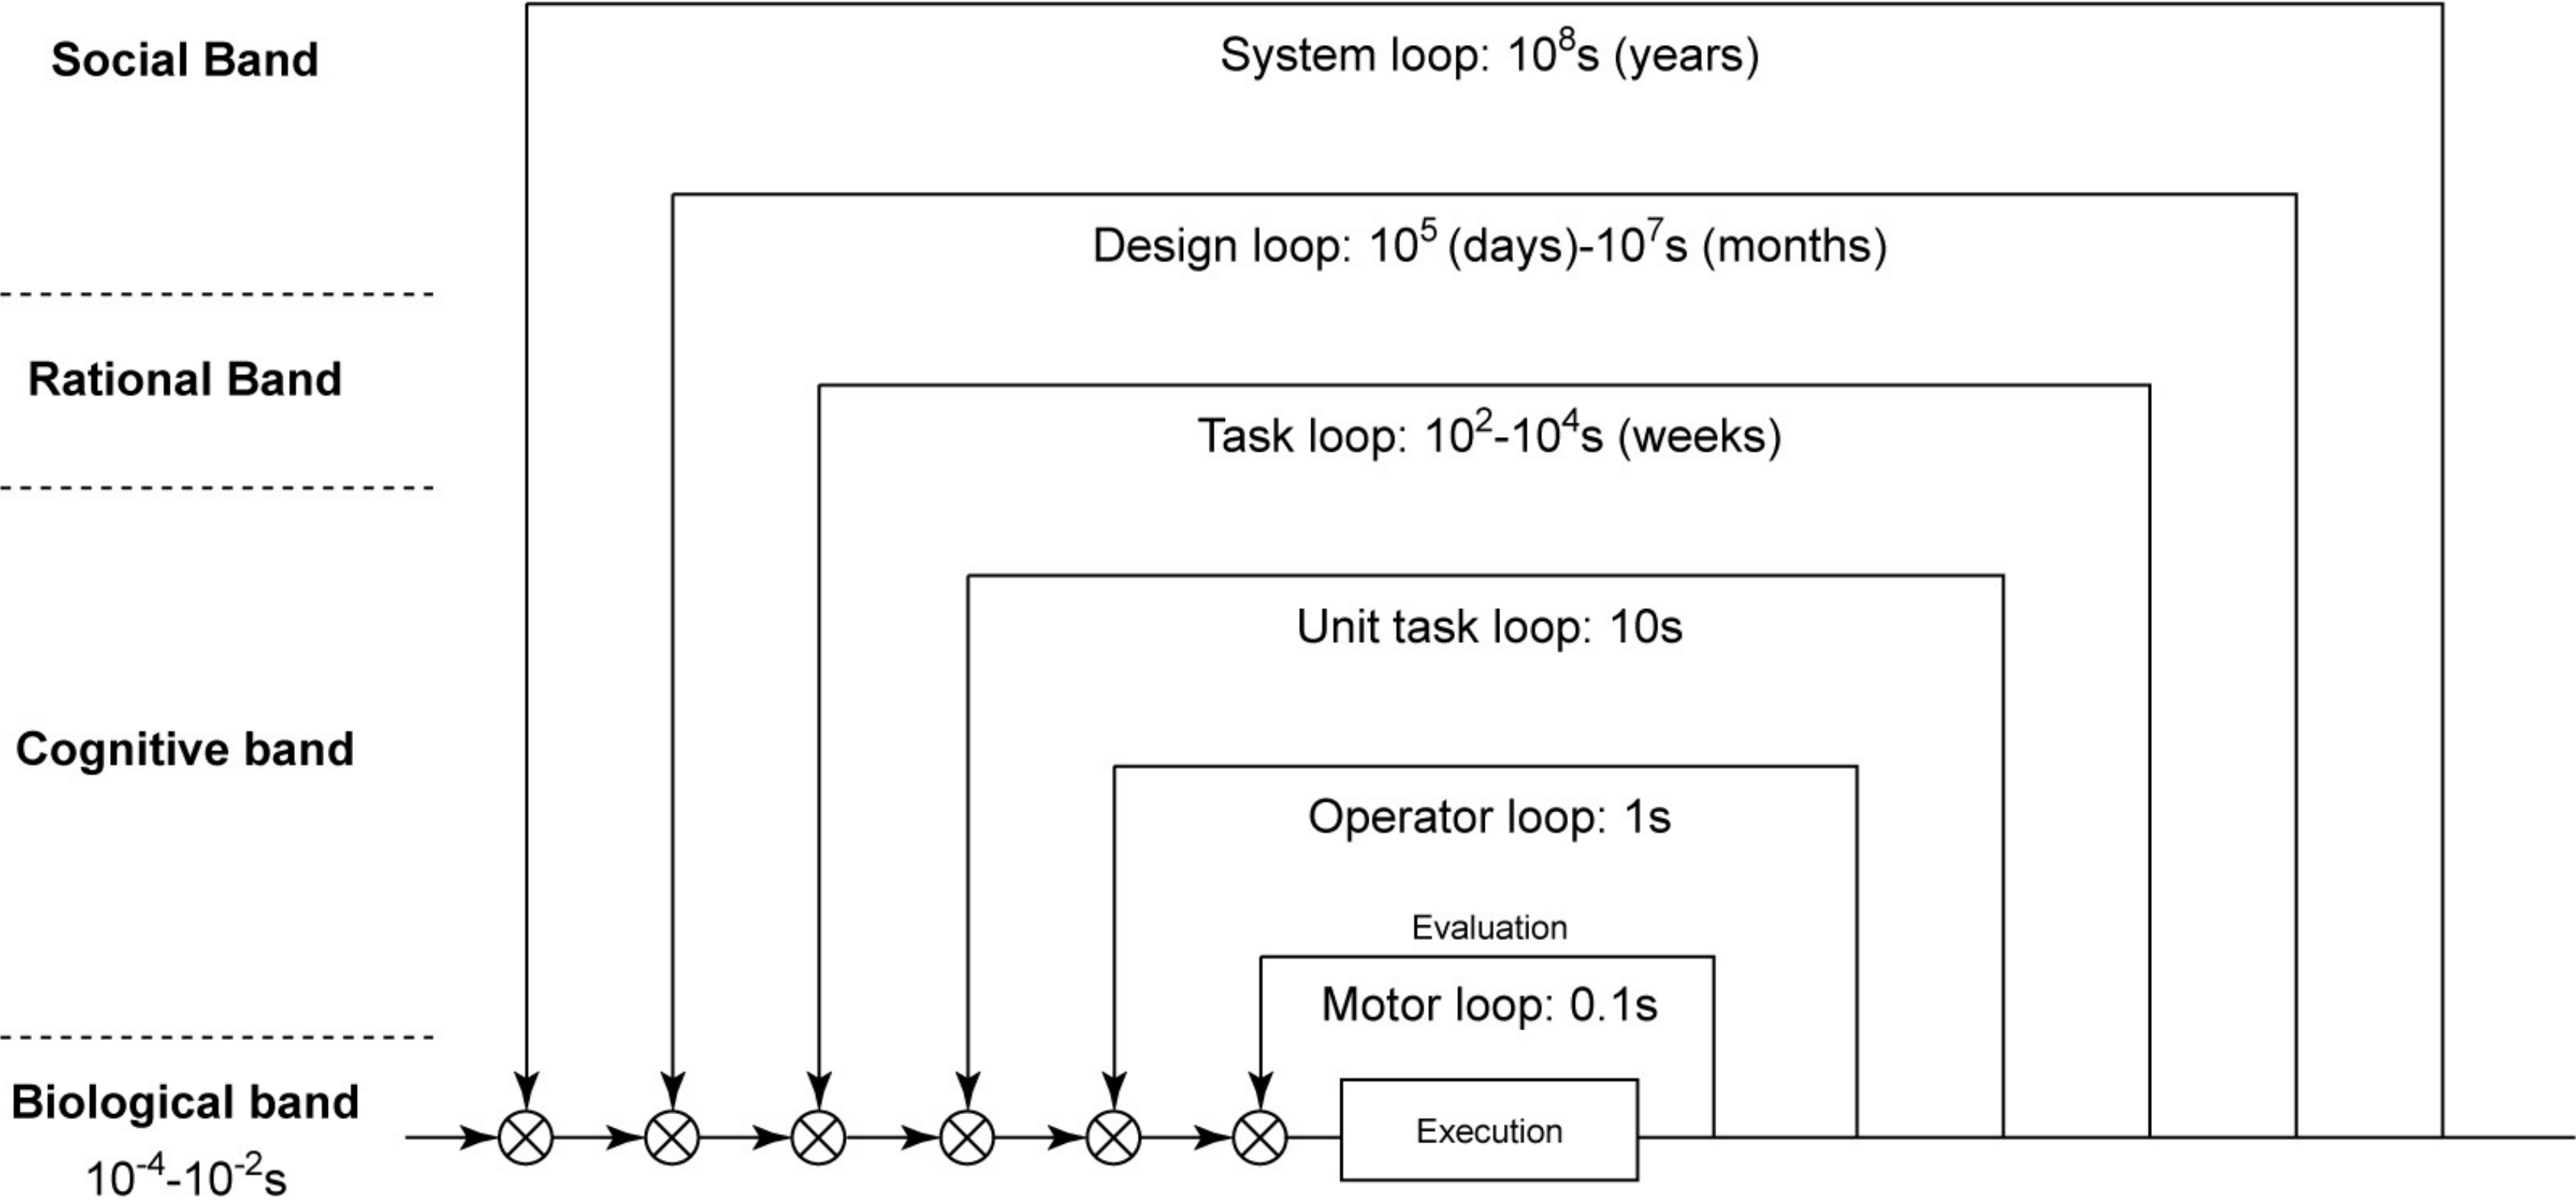 Social Band
System loop: 10⁸s (years)
Design loop: 10⁵ (days)-10⁷s (months)
Rational Band
Task loop: 10²-10⁴s (weeks)
Unit task loop: 10s
Cognitive band
Operator loop: 1s
Evaluation
Motor loop: 0.1s
Biological band
10⁻⁴-10⁻²s
Execution